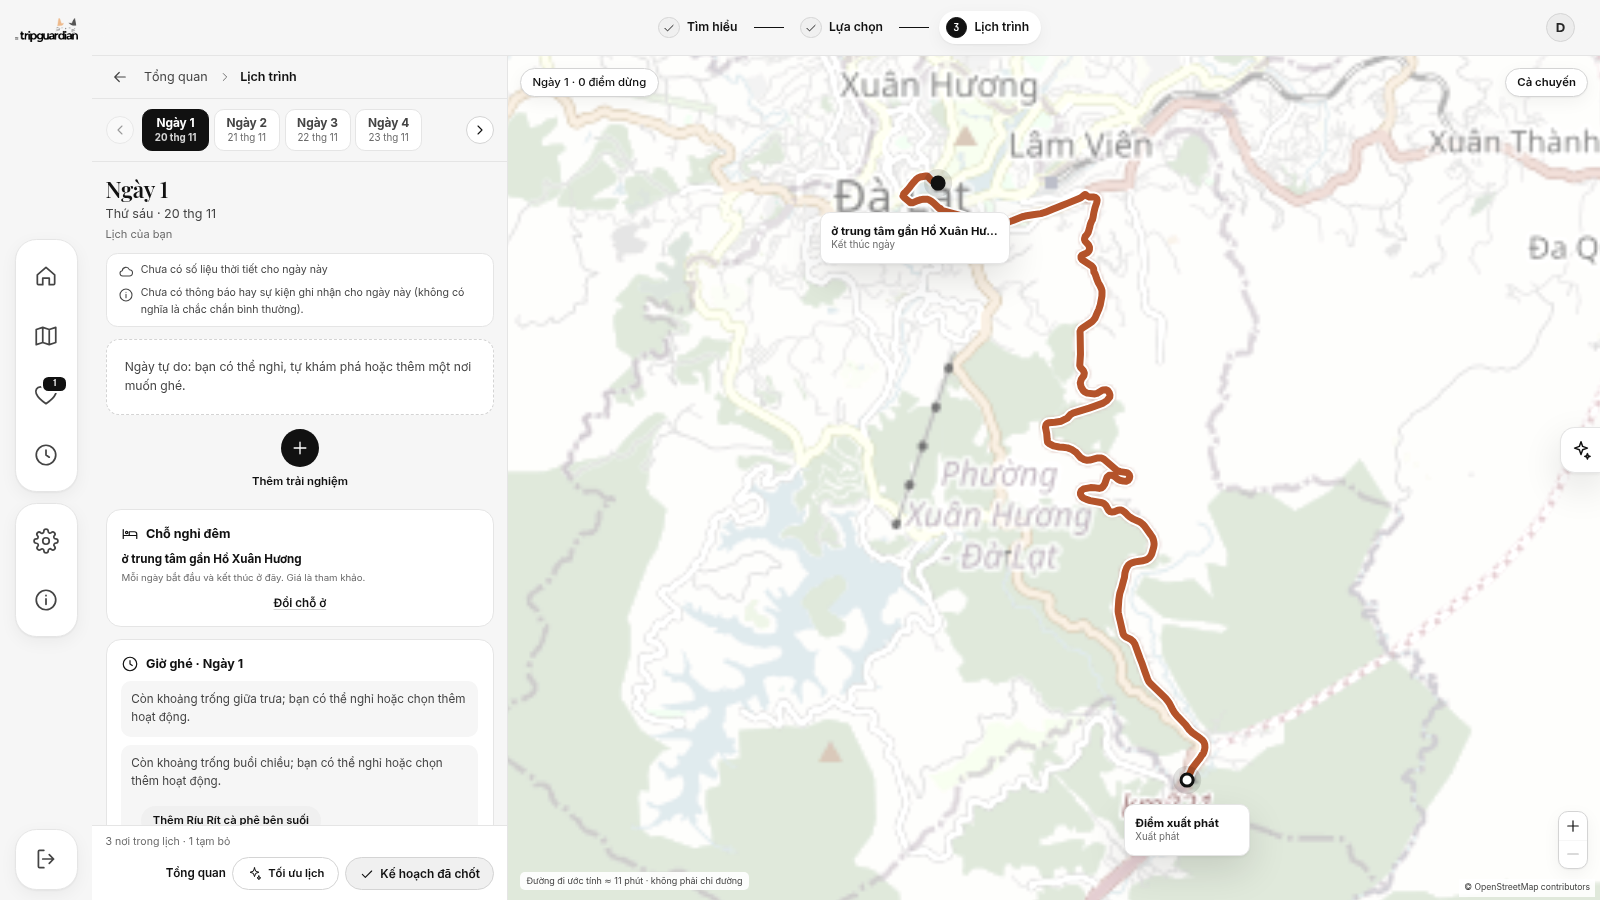 tripguardian
Tìm hiểu
Lựa chọn
3
Lịch trình
D
Tổng quan
Lịch trình
Ngày 1
20 thg 11
Ngày 2
21 thg 11
Ngày 3
22 thg 11
Ngày 4
23 thg 11
Ngày 1
Thứ sáu · 20 thg 11
Lịch của bạn
Chưa có số liệu thời tiết cho ngày này
Chưa có thông báo hay sự kiện ghi nhận cho ngày này (không có
nghĩa là chắc chắn bình thường).
Ngày tự do: bạn có thể nghỉ, tự khám phá hoặc thêm một nơi
muốn ghé.
Thêm trải nghiệm
1
Chỗ nghỉ đêm
ở trung tâm gần Hồ Xuân Hương
Mỗi ngày bắt đầu và kết thúc ở đây. Giá là tham khảo.
Đổi chỗ ở
Giờ ghé · Ngày 1
Còn khoảng trống giữa trưa; bạn có thể nghỉ hoặc chọn thêm
hoạt động.
Còn khoảng trống buổi chiều; bạn có thể nghỉ hoặc chọn
thêm hoạt động.
Thêm Ríu Rít cà phê bên suối
3 nơi trong lịch · 1 tạm bỏ
Tổng quan
Tối ưu lịch
Kế hoạch đã chốt
Ngày 1 · 0 điểm dừng
Cả chuyến
Xuân Hương
Lâm Viên
Xuân Thành
Đà Lạt
Đa Q
ở trung tâm gần Hồ Xuân Hư...
Kết thúc ngày
Phường
Xuân Hương
- Đà Lạt
Điểm xuất phát
Xuất phát
Đường đi ước tính ≈ 11 phút · không phải chỉ đường
© OpenStreetMap contributors